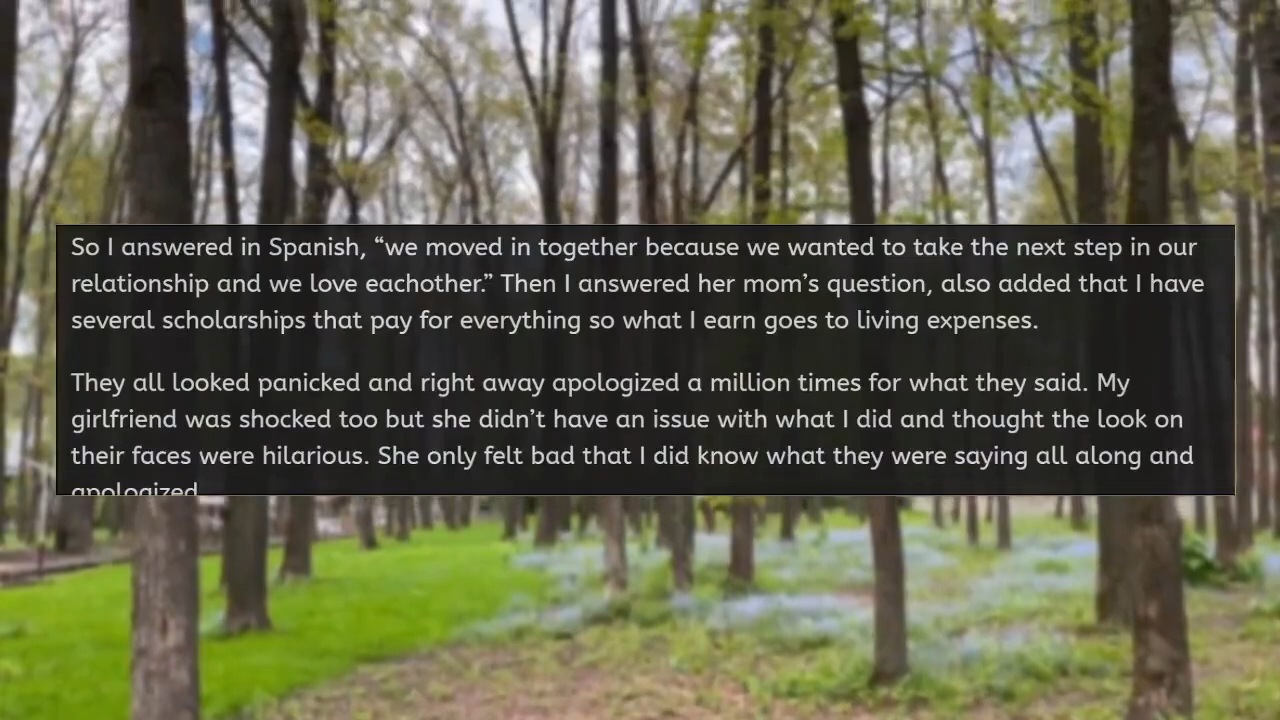 So I answered in Spanish, “we moved in together because we wanted to take the next step in our
relationship and we love eachother.” Then I answered her mom’s question, also added that I have
several scholarships that pay for everything so what I earn goes to living expenses.
They all looked panicked and right away apologized a million times for what they said. My
girlfriend was shocked too but she didn’t have an issue with what I did and thought the look on
their faces were hilarious. She only felt bad that I did know what they were saying all along and
apologized